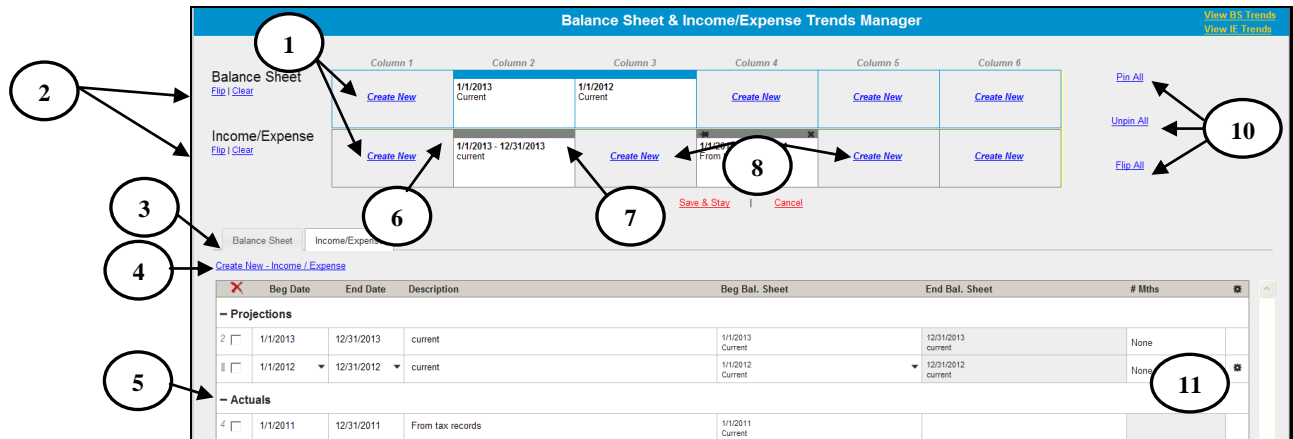 Balance Sheet & Income/Expense Trends Manager
View BS Trends
View IE Trends
1
Column 1 Column 2 Column 3 Column 4 Column 5 Column 6
Balance Sheet
Flip | Clear
Create New
1/1/2013
Current
1/1/2012
Current
Create New
Create New
Create New
Pin All
2
Unpin All
10
Income/Expense
Flip | Clear
Create New
1/1/2013 - 12/31/2013
current
Create New
From
Create New
Create New
Flip All
8
6
7
3
Save & Stay | Cancel
Balance Sheet
Income/Expense
4
Create New - Income / Expense
Beg Date End Date Description Beg Bal. Sheet End Bal. Sheet # Mths
– Projections
2 1/1/2013 12/31/2013 current 1/1/2013 Current 12/31/2013 current None
1/1/2012 12/31/2012 current 1/1/2012 Current 12/31/2012 current None
5
11
– Actuals
4 1/1/2011 12/31/2011 From tax records 1/1/2011 Current